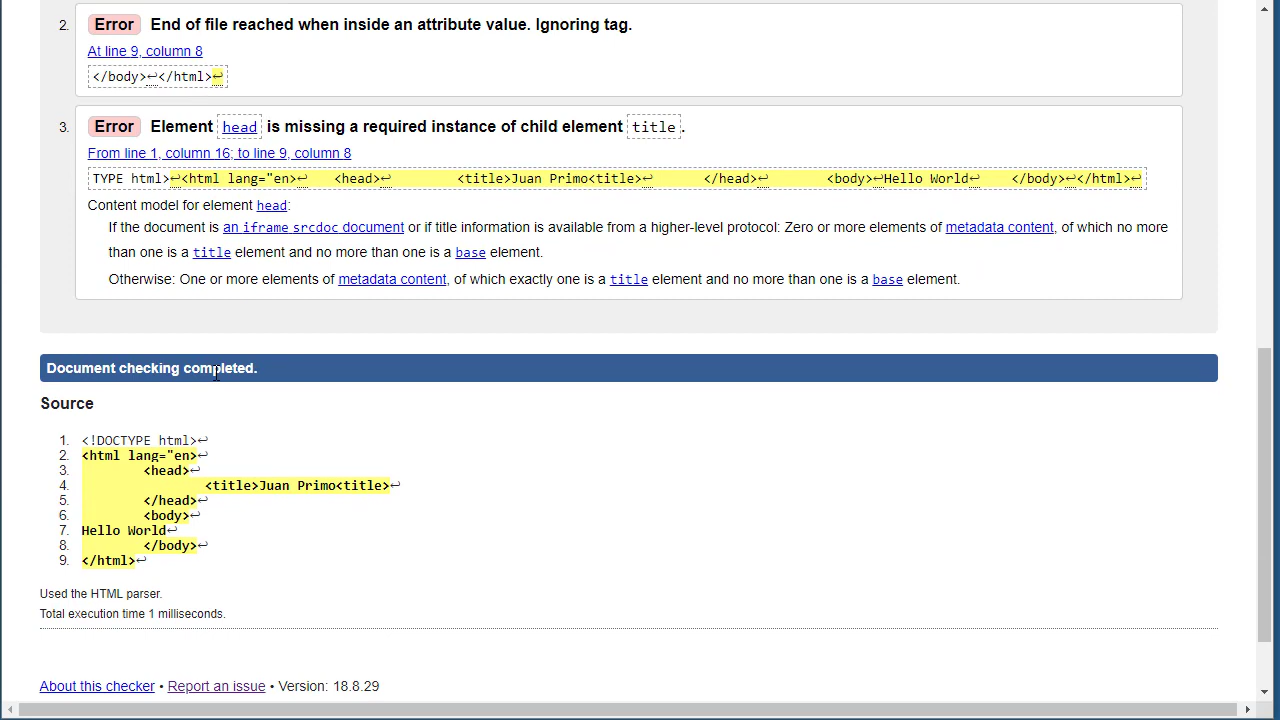 2. Error End of file reached when inside an attribute value. Ignoring tag.
At line 9, column 8
</body>↩</html>↩
3. Error Element head is missing a required instance of child element title.
From line 1, column 16; to line 9, column 8
TYPE html>↩<html lang="en>↩ <head>↩ <title>Juan Primo<title>↩ </head>↩ <body>↩Hello World↩ </body>↩</html>↩
Content model for element head:
If the document is an iframe srcdoc document or if title information is available from a higher-level protocol: Zero or more elements of metadata content, of which no more
than one is a title element and no more than one is a base element.
Otherwise: One or more elements of metadata content, of which exactly one is a title element and no more than one is a base element.
Document checking completed.
Source
1. <!DOCTYPE html>↩
2. <html lang="en>↩
3. <head>↩
4. <title>Juan Primo<title>↩
5. </head>↩
6. <body>↩
7. Hello World↩
8. </body>↩
9. </html>↩
Used the HTML parser.
Total execution time 1 milliseconds.
About this checker • Report an issue • Version: 18.8.29